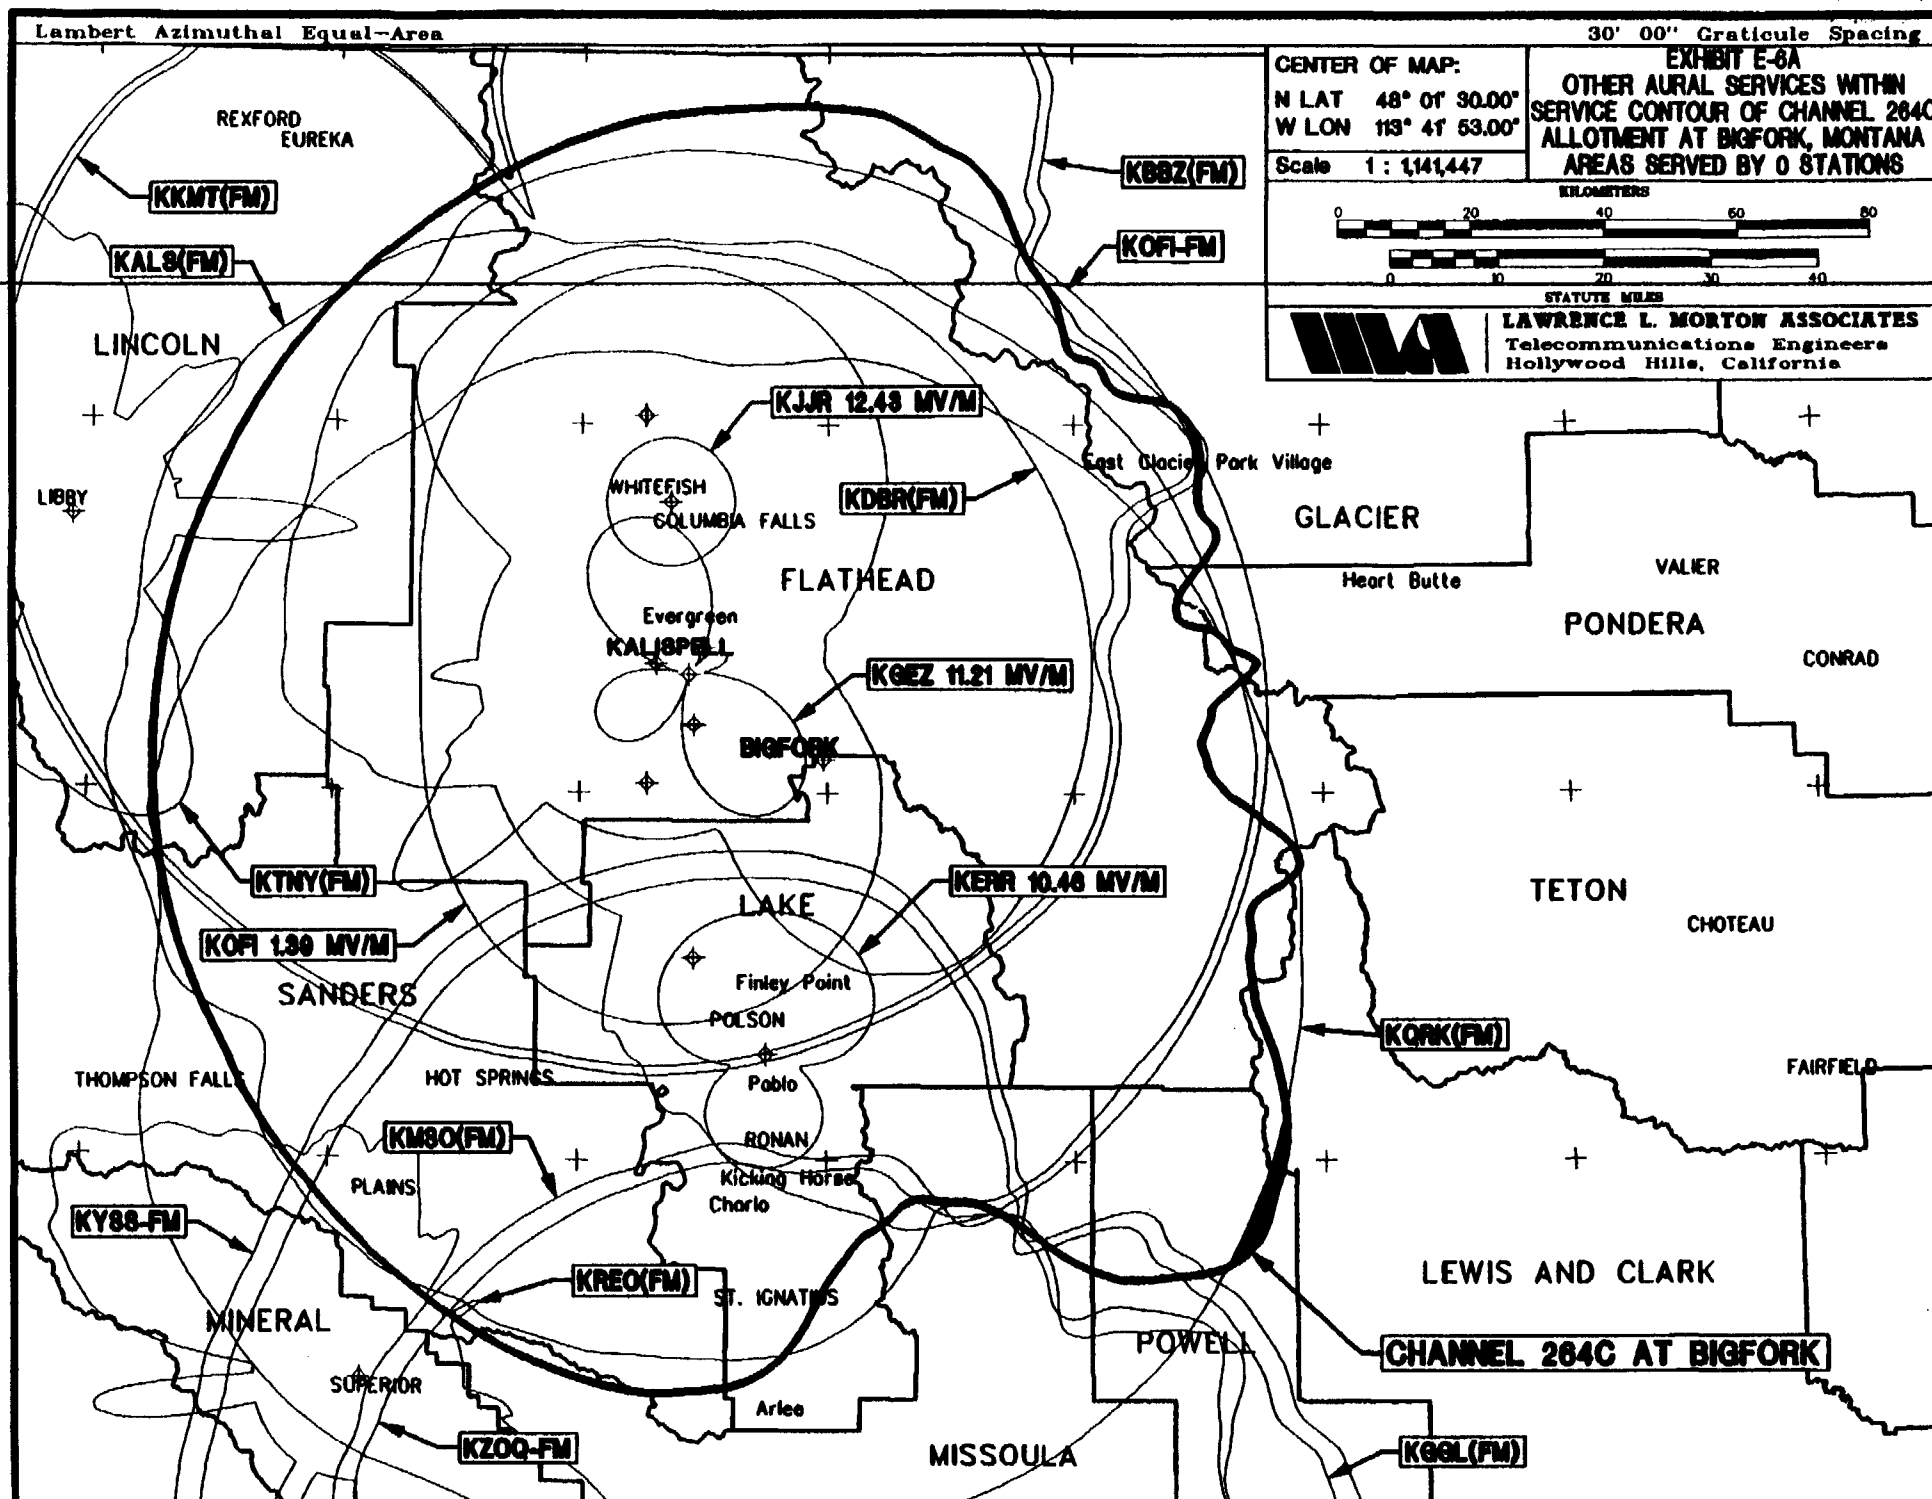 Lambert Azimuthal Equal-Area
30' 00" Graticule Spacing
CENTER OF MAP:
N LAT 48° 01' 30.00"
W LON 113° 41' 53.00"
Scale 1 : 1,141,447
EXHIBIT E-6A
OTHER AURAL SERVICES WITHIN
SERVICE CONTOUR OF CHANNEL 264C
ALLOTMENT AT BIGFORK, MONTANA
AREAS SERVED BY 0 STATIONS
KILOMETERS
0 20 40 60 80
0 10 20 30 40
STATUTE MILES
LAWRENCE L. MORTON ASSOCIATES
Telecommunications Engineers
Hollywood Hills, California
REXFORD
EUREKA
KKMT(FM)
KBBZ(FM)
KALS(FM)
KOFI-FM
LINCOLN
KJJR 12.43 MV/M
East Glacier Park Village
LIBBY
WHITEFISH
KDBR(FM)
COLUMBIA FALLS
GLACIER
FLATHEAD
Heart Butte
VALIER
Evergreen
PONDERA
KALISPELL
CONRAD
KGEZ 11.21 MV/M
BIGFORK
KTNY(FM)
KERR 10.46 MV/M
TETON
LAKE
CHOTEAU
KOFI 1.39 MV/M
Finley Point
SANDERS
POLSON
KQRK(FM)
THOMPSON FALLS
HOT SPRINGS
Pablo
FAIRFIELD
KMSO(FM)
RONAN
PLAINS
Kicking Horse
Charlo
KYSS-FM
KREO(FM)
LEWIS AND CLARK
ST. IGNATIUS
MINERAL
POWELL
CHANNEL 264C AT BIGFORK
SUPERIOR
Arlee
KZOQ-FM
MISSOULA
KGGL(FM)